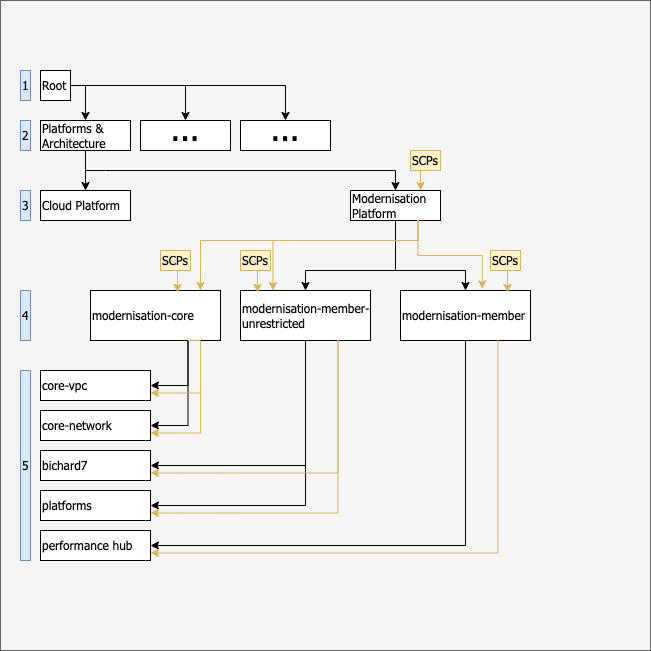 1
Root
2
Platforms &
Architecture
...
...
SCPs
3
Cloud Platform
Modernisation
Platform
SCPs
SCPs
SCPs
4
modernisation-core
modernisation-member-
unrestricted
modernisation-member
core-vpc
core-network
5
bichard7
platforms
performance hub